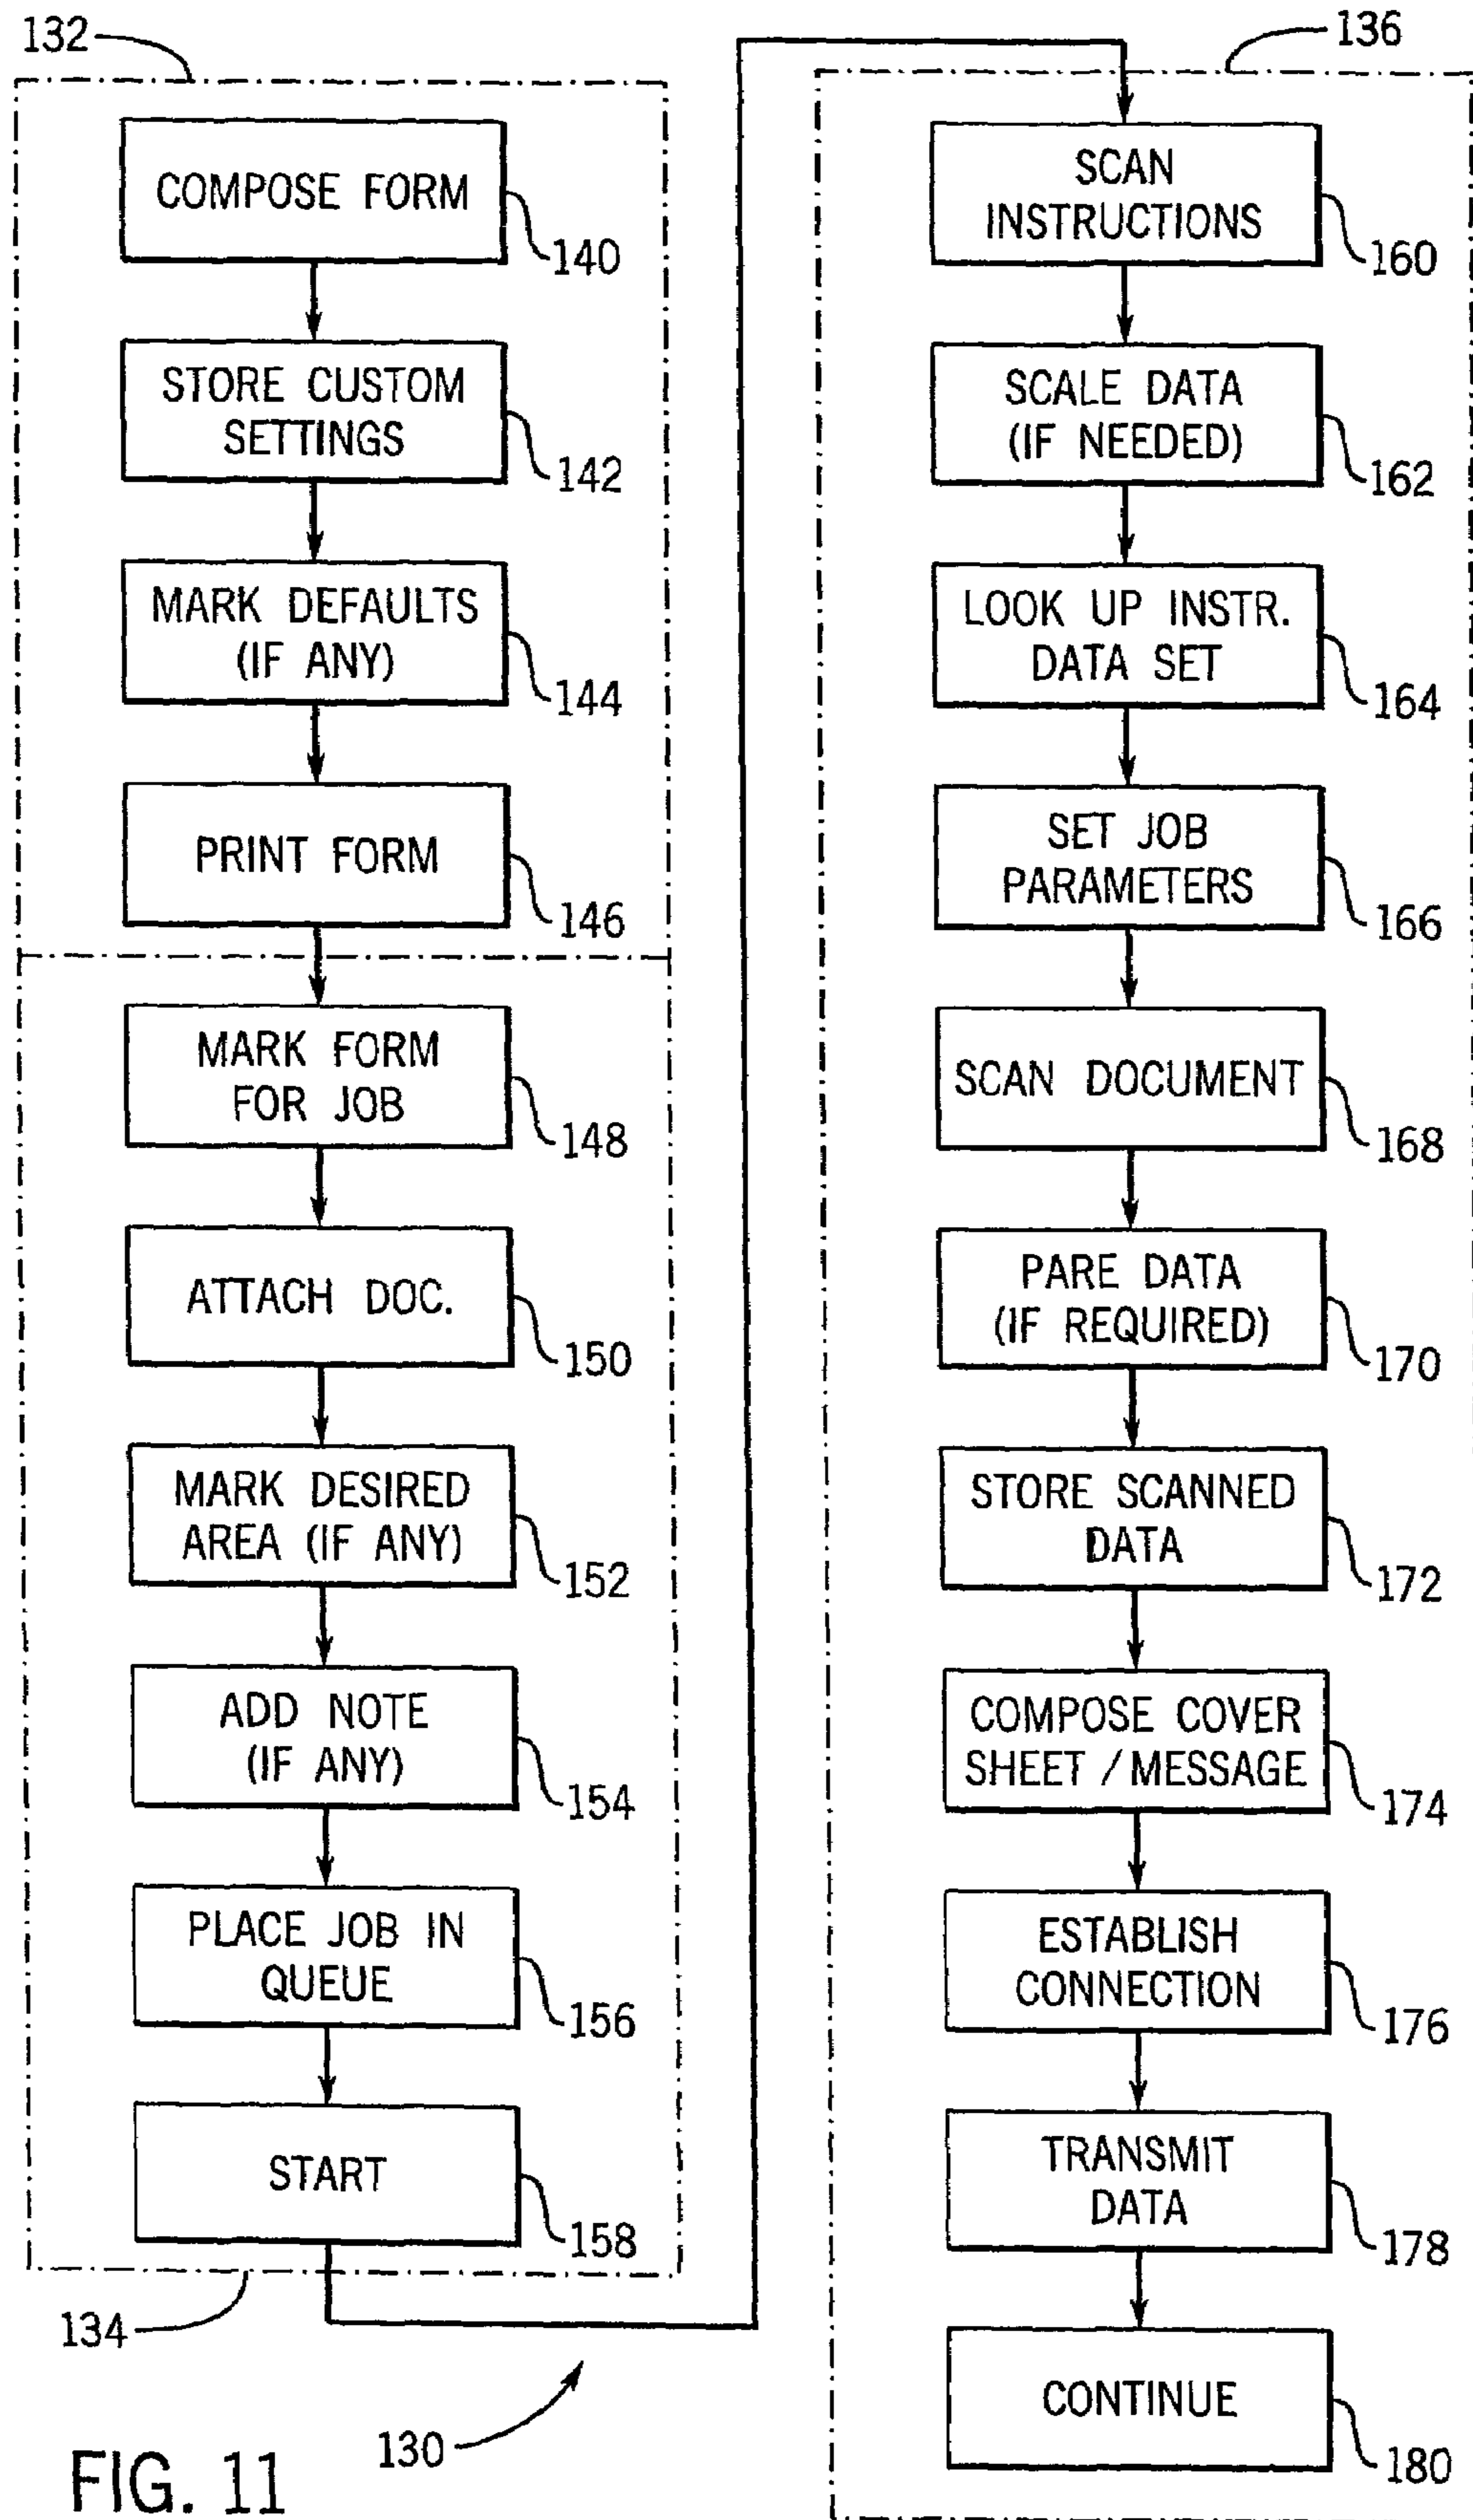 132
COMPOSE FORM
140
STORE CUSTOM
SETTINGS
142
MARK DEFAULTS
(IF ANY)
144
PRINT FORM
146
MARK FORM
FOR JOB
148
ATTACH DOC.
150
MARK DESIRED
AREA (IF ANY)
152
ADD NOTE
(IF ANY)
154
PLACE JOB IN
QUEUE
156
START
158
134
130
136
SCAN
INSTRUCTIONS
160
SCALE DATA
(IF NEEDED)
162
LOOK UP INSTR.
DATA SET
164
SET JOB
PARAMETERS
166
SCAN DOCUMENT
168
PARE DATA
(IF REQUIRED)
170
STORE SCANNED
DATA
172
COMPOSE COVER
SHEET / MESSAGE
174
ESTABLISH
CONNECTION
176
TRANSMIT
DATA
178
CONTINUE
180
FIG. 11